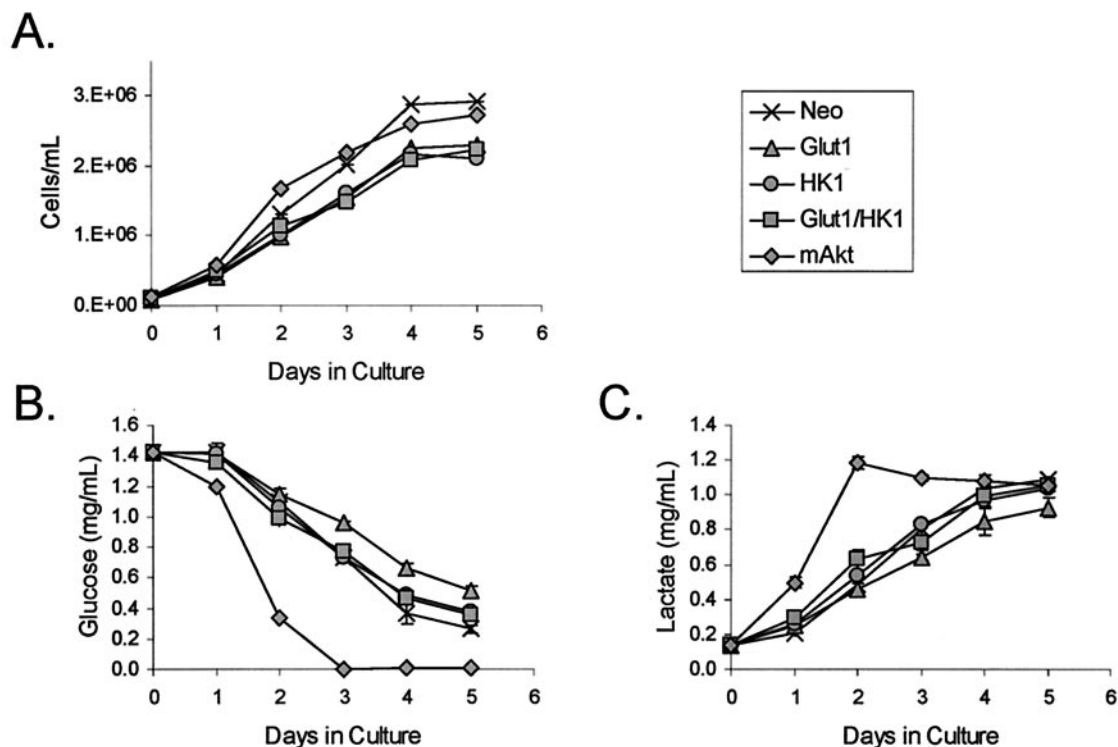 A.
3.E+06
2.E+06
1.E+06
0.E+00
Cells/mL
0 1 2 3 4 5 6
Days in Culture
Neo
Glut1
HK1
Glut1/HK1
mAkt
B.
1.6
1.4
1.2
1.0
0.8
0.6
0.4
0.2
0.0
Glucose (mg/mL)
0 1 2 3 4 5 6
Days in Culture
C.
1.4
1.2
1.0
0.8
0.6
0.4
0.2
0.0
Lactate (mg/mL)
0 1 2 3 4 5 6
Days in Culture